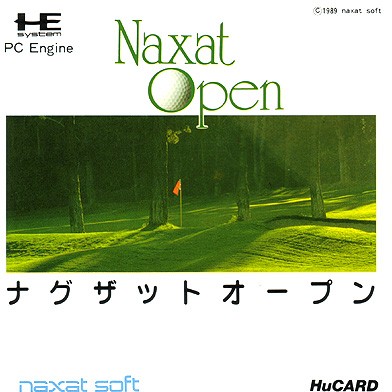 HE
system
PC Engine
©1989 naxat soft
Naxat
Open
ナグザットオープン
naxat soft
HuCARD